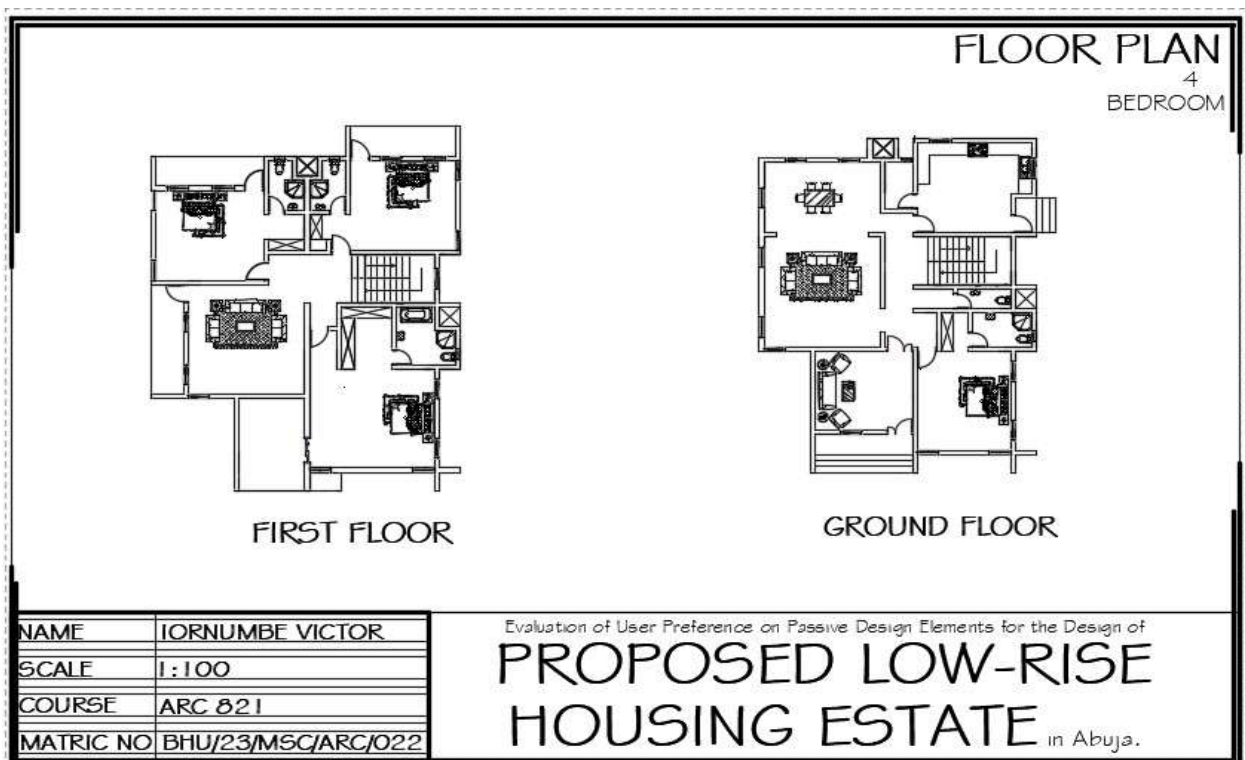 FLOOR PLAN
4
BEDROOM
FIRST FLOOR
GROUND FLOOR
NAME IORNUMBE VICTOR
SCALE 1:100
COURSE ARC 821
MATRIC NO BHU/23/MSC/ARC/022
Evaluation of User Preference on Passive Design Elements for the Design of
PROPOSED LOW-RISE
HOUSING ESTATE in Abuja.